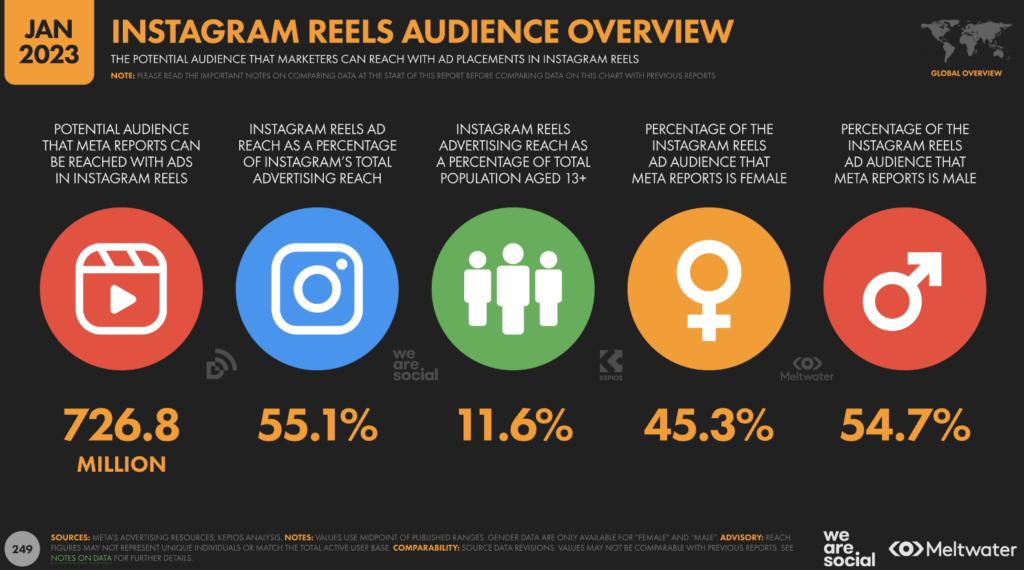 JAN
2023
INSTAGRAM REELS AUDIENCE OVERVIEW
THE POTENTIAL AUDIENCE THAT MARKETERS CAN REACH WITH AD PLACEMENTS IN INSTAGRAM REELS
NOTE: PLEASE READ THE IMPORTANT NOTES ON COMPARING DATA AT THE START OF THIS REPORT BEFORE COMPARING DATA ON THIS CHART WITH PREVIOUS REPORTS
GLOBAL OVERVIEW
POTENTIAL AUDIENCE
THAT META REPORTS CAN
BE REACHED WITH ADS
IN INSTAGRAM REELS
726.8
MILLION
INSTAGRAM REELS AD
REACH AS A PERCENTAGE
OF INSTAGRAM'S TOTAL
ADVERTISING REACH
55.1%
INSTAGRAM REELS
ADVERTISING REACH AS
A PERCENTAGE OF TOTAL
POPULATION AGED 13+
11.6%
PERCENTAGE OF THE
INSTAGRAM REELS
AD AUDIENCE THAT
META REPORTS IS FEMALE
45.3%
PERCENTAGE OF THE
INSTAGRAM REELS
AD AUDIENCE THAT
META REPORTS IS MALE
54.7%
we
are
social
KEPIOS
Meltwater
249
SOURCES: META'S ADVERTISING RESOURCES; KEPIOS ANALYSIS. NOTES: VALUES USE MIDPOINT OF PUBLISHED RANGES. GENDER DATA ARE ONLY AVAILABLE FOR "FEMALE" AND "MALE". ADVISORY: REACH
FIGURES MAY NOT REPRESENT UNIQUE INDIVIDUALS OR MATCH THE TOTAL ACTIVE USER BASE. COMPARABILITY: SOURCE DATA REVISIONS. VALUES MAY NOT BE COMPARABLE WITH PREVIOUS REPORTS. SEE
NOTES ON DATA FOR FURTHER DETAILS.
we
are
social
Meltwater